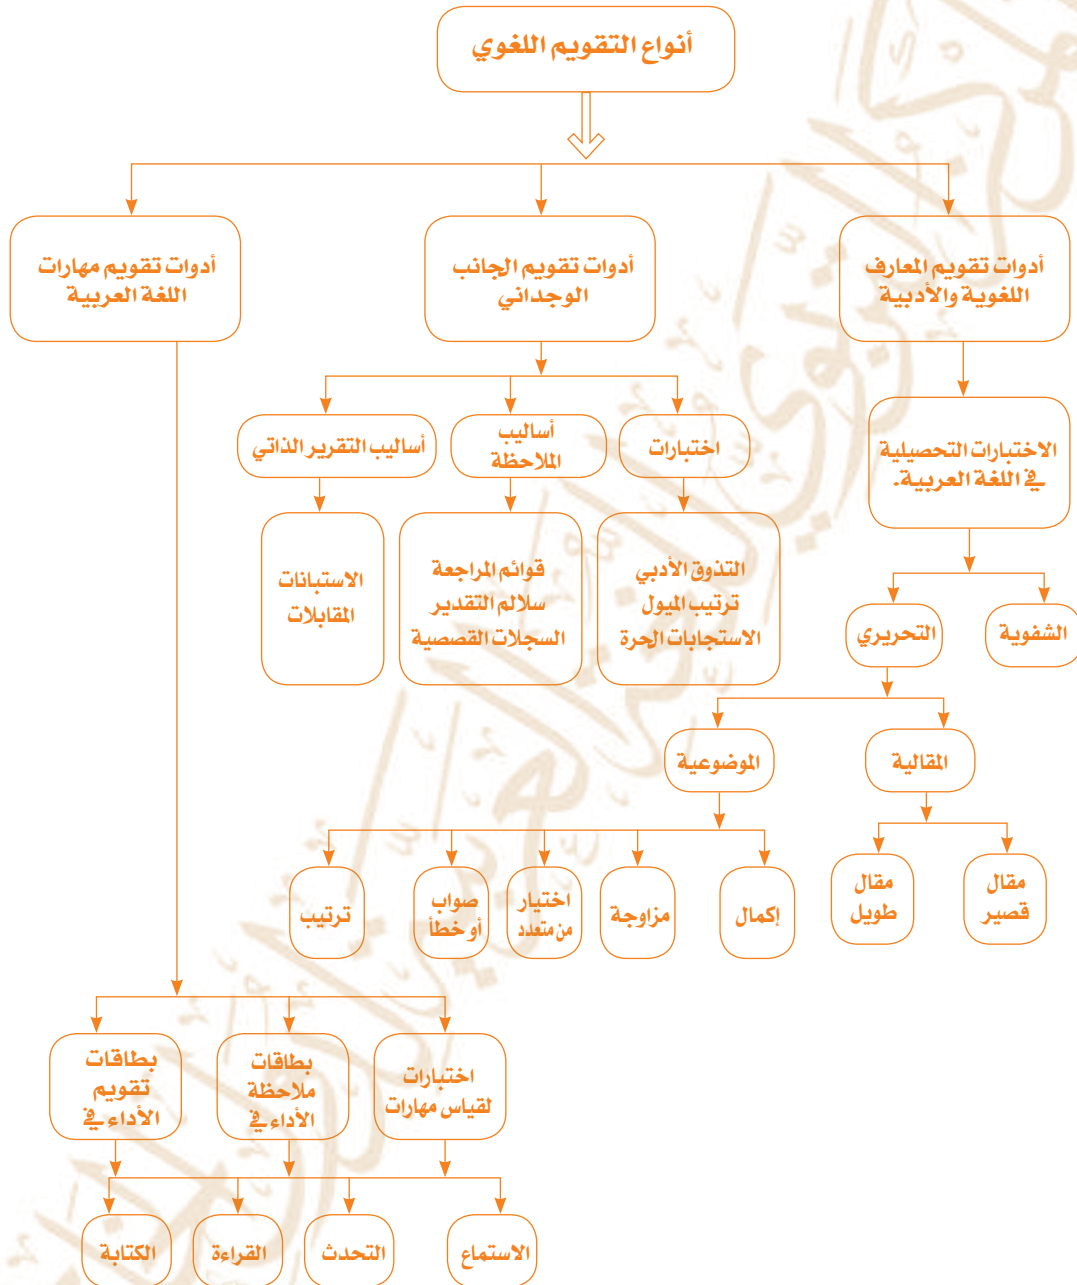 أنواع التقويم اللغوي
أدوات تقويم المعارف
اللغوية والأدبية
أدوات تقويم الجانب
الوجداني
أدوات تقويم مهارات
اللغة العربية
الاختبارات التحصيلية
في اللغة العربية.
اختبارات
أساليب
الملاحظة
أساليب التقرير الذاتي
التذوق الأدبي
ترتيب الميول
الاستجابات الحرة
قوائم المراجعة
سلالم التقدير
السجلات القصصية
الاستبانات
المقابلات
الشفوية
التحريري
المقالية
الموضوعية
مقال
قصير
مقال
طويل
إكمال
مزاوجة
اختيار
من متعدد
صواب
أو خطأ
ترتيب
اختبارات
لقياس مهارات
بطاقات
ملاحظة
الأداء في
بطاقات
تقويم
الأداء في
الاستماع
التحدث
القراءة
الكتابة